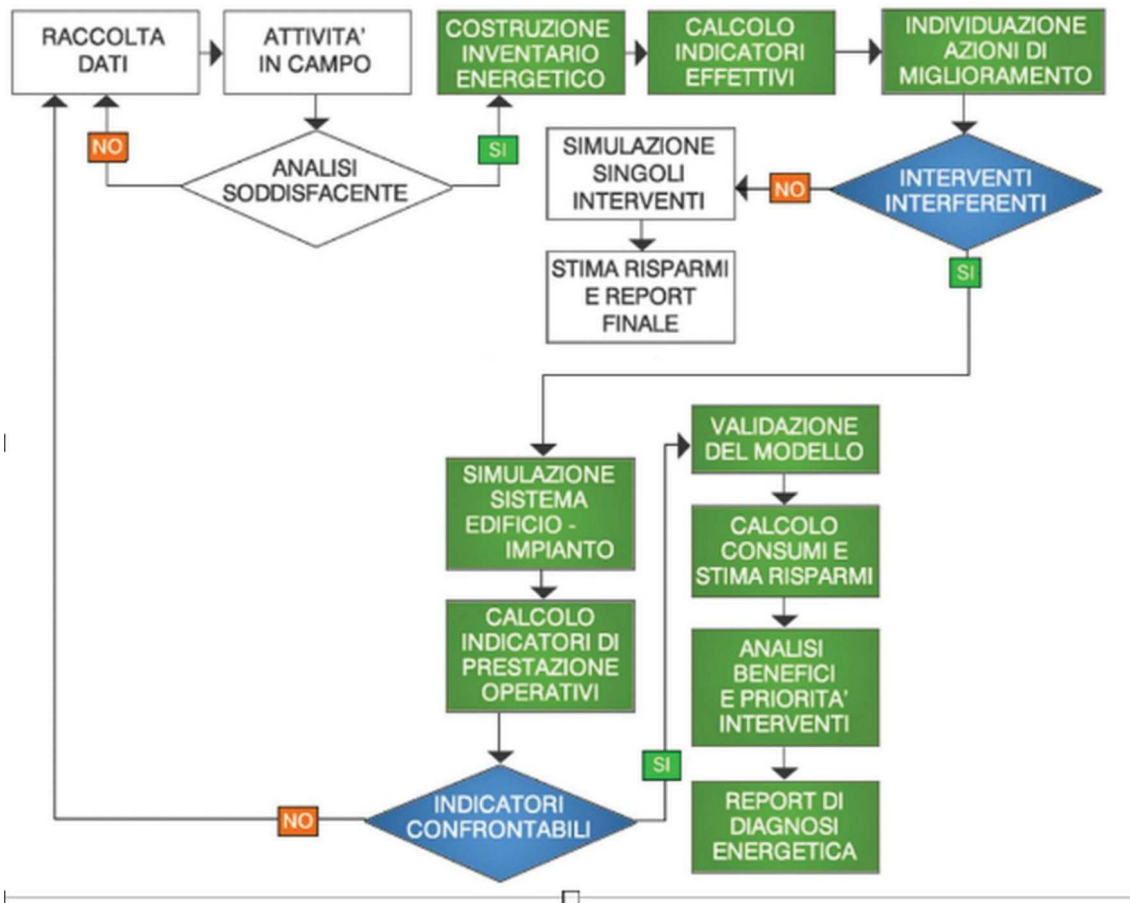 RACCOLTA
DATI
ATTIVITA'
IN CAMPO
COSTRUZIONE
INVENTARIO
ENERGETICO
CALCOLO
INDICATORI
EFFETTIVI
INDIVIDUAZIONE
AZIONI DI
MIGLIORAMENTO
NO
ANALISI
SODDISFACENTE
SI
SIMULAZIONE
SINGOLI
INTERVENTI
NO
INTERVENTI
INTERFERENTI
SI
STIMA RISPARMI
E REPORT
FINALE
SIMULAZIONE
SISTEMA
EDIFICIO -
IMPIANTO
CALCOLO
INDICATORI DI
PRESTAZIONE
OPERATIVI
INDICATORI
CONFRONTABILI
NO
SI
VALIDAZIONE
DEL MODELLO
CALCOLO
CONSUMI E
STIMA RISPARMI
ANALISI
BENEFICI
E PRIORITA'
INTERVENTI
REPORT DI
DIAGNOSI
ENERGETICA